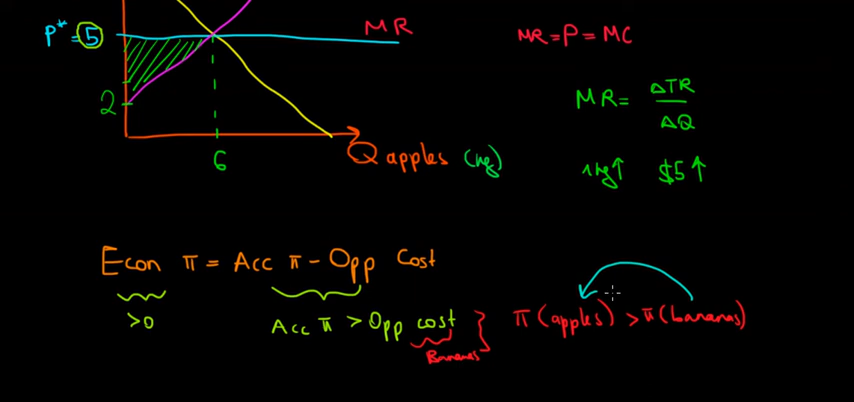 P* = 5
MR
2
6
Q apples (kg)
MR = P = MC
MR = ΔTR / ΔQ
1kg↑ $5↑
Econ π = Acc π - Opp Cost
>0
Acc π > Opp cost
Bananas
π (apples) > π (bananas)